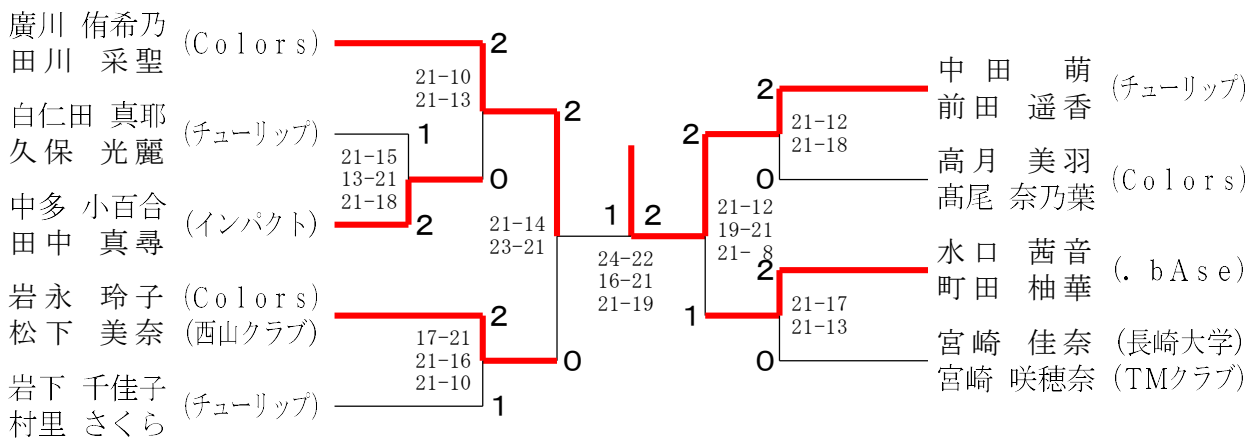 廣川 侑希乃
田川 采聖
(Colors)
2
21-10
21-13
2
白仁田 真耶
久保 光麗
(チューリップ)
1
21-15
13-21
21-18
0
中多 小百合
田中 真尋
(インパクト)
2
21-14
23-21
岩永 玲子 (Colors)
松下 美奈 (西山クラブ)
2
17-21
21-16
21-10
0
岩下 千佳子
村里 さくら
(チューリップ)
1
1 2
24-22
16-21
21-19
中田 萌
前田 遥香
(チューリップ)
2
2
21-12
21-18
高月 美羽
髙尾 奈乃葉
(Colors)
0
21-12
19-21
21- 8
水口 茜音
町田 柚華
(. bAse)
2
1
21-17
21-13
宮崎 佳奈 (長崎大学)
宮崎 咲穂奈 (TMクラブ)
0